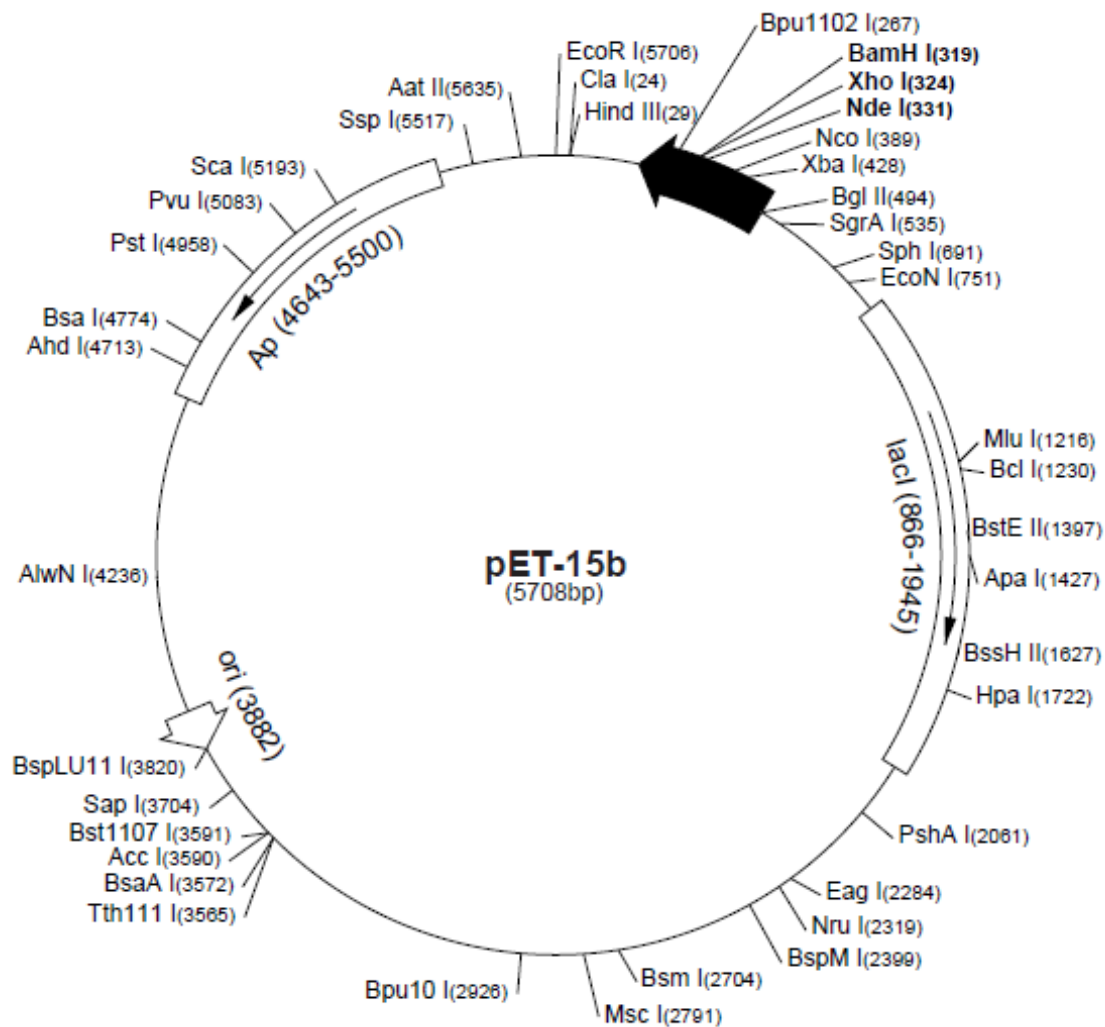 Bpu1102 I(267)
EcoR I(5706)
BamH I(319)
Cla I(24)
Xho I(324)
Aat II(5635)
Hind III(29)
Nde I(331)
Ssp I(5517)
Nco I(389)
Xba I(428)
Sca I(5193)
Bgl II(494)
Pvu I(5083)
SgrA I(535)
Pst I(4958)
Sph I(691)
EcoN I(751)
Ap (4643-5500)
Bsa I(4774)
Ahd I(4713)
Mlu I(1216)
Bcl I(1230)
lacI (866-1945)
BstE II(1397)
pET-15b
AlwN I(4236)
Apa I(1427)
(5708bp)
BssH II(1627)
ori (3882)
Hpa I(1722)
BspLU11 I(3820)
Sap I(3704)
Bst1107 I(3591)
PshA I(2061)
Acc I(3590)
BsaA I(3572)
Eag I(2284)
Tth111 I(3565)
Nru I(2319)
BspM I(2399)
Bsm I(2704)
Bpu10 I(2926)
Msc I(2791)